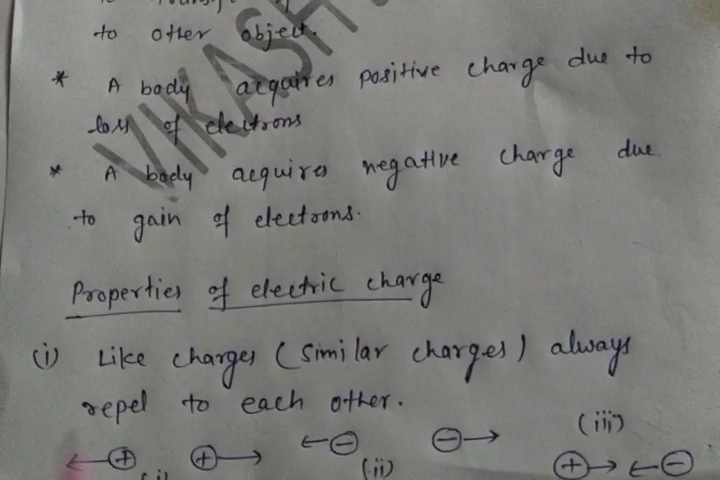 to other object.
* A body acquires positive charge due to
loss of electrons
* A body acquires negative charge due
to gain of electrons.
Properties of electric charge
(i) Like charges (similar charges) always
repel to each other.
(iii)
←⊕ ⊕→ ←⊖ ⊖→ ⊕→ ←⊖
(i) (ii)
VIKASH